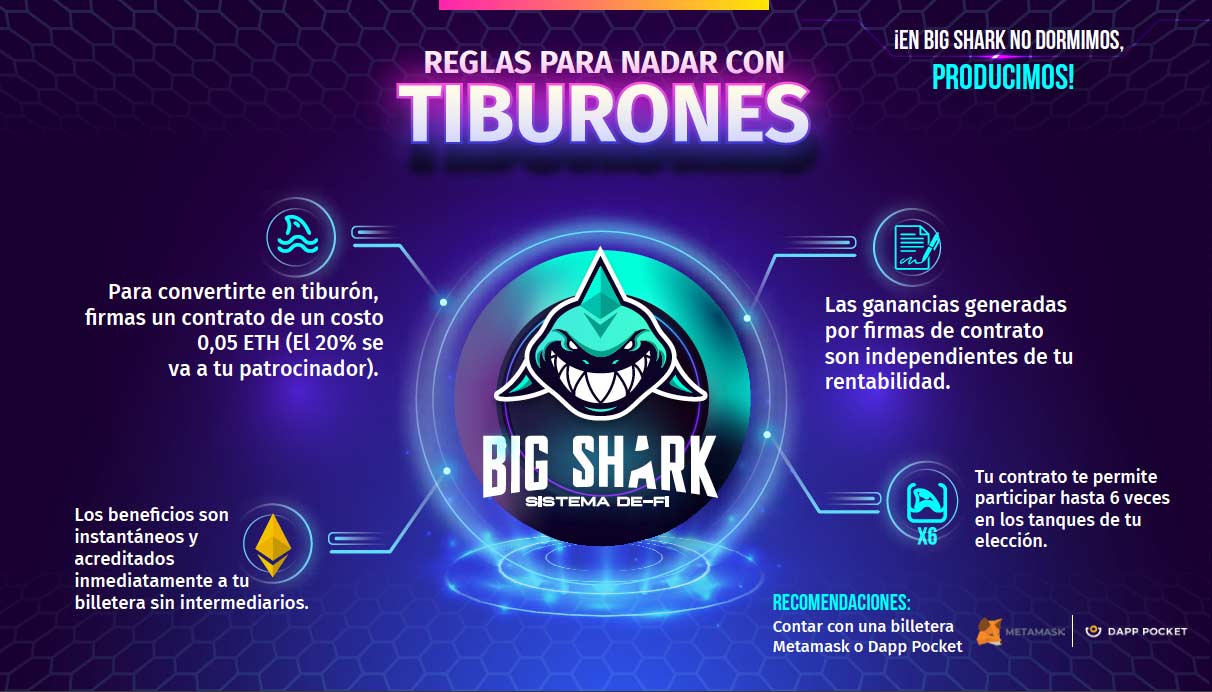 ¡EN BIG SHARK NO DORMIMOS,
PRODUCIMOS!
REGLAS PARA NADAR CON
TIBURONES
Para convertirte en tiburón,
firmas un contrato de un costo
0,05 ETH (El 20% se
va a tu patrocinador).
Las ganancias generadas
por firmas de contrato
son independientes de tu
rentabilidad.
BIG SHARK
SISTEMA DE-FI
Los beneficios son
instantáneos y
acreditados
inmediatamente a tu
billetera sin intermediarios.
X6
Tu contrato te permite
participar hasta 6 veces
en los tanques de tu
elección.
RECOMENDACIONES:
Contar con una billetera
Metamask o Dapp Pocket
METAMASK
DAPP POCKET